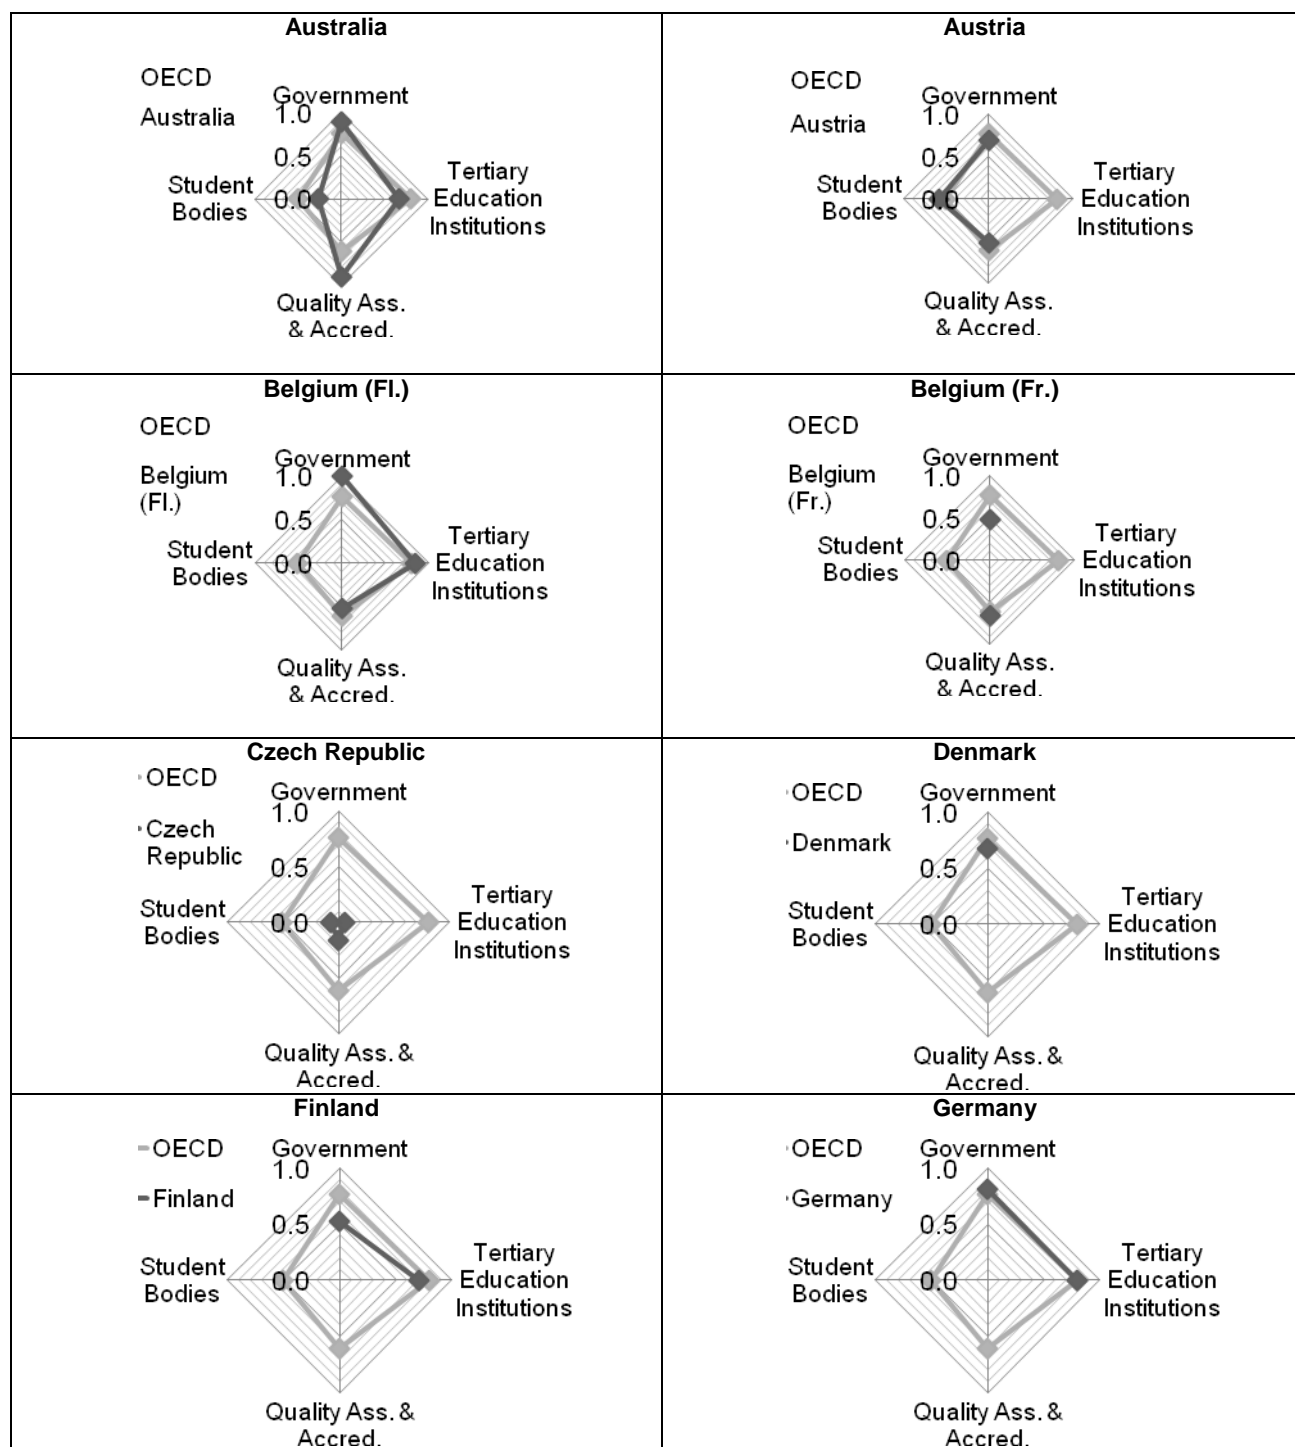 Australia
OECD
Australia
Government
1.0
0.5
0.0
Student
Bodies
Tertiary
Education
Institutions
Quality Ass.
& Accred.
Austria
OECD
Austria
Government
1.0
0.5
0.0
Student
Bodies
Tertiary
Education
Institutions
Quality Ass.
& Accred.
Belgium (Fl.)
OECD
Belgium
(Fl.)
Government
1.0
0.5
0.0
Student
Bodies
Tertiary
Education
Institutions
Quality Ass.
& Accred.
Belgium (Fr.)
OECD
Belgium
(Fr.)
Government
1.0
0.5
0.0
Student
Bodies
Tertiary
Education
Institutions
Quality Ass.
& Accred.
Czech Republic
OECD
Czech
Republic
Government
1.0
0.5
0.0
Student
Bodies
Tertiary
Education
Institutions
Quality Ass. &
Accred.
Denmark
OECD
Denmark
Government
1.0
0.5
0.0
Student
Bodies
Tertiary
Education
Institutions
Quality Ass. &
Accred.
Finland
OECD
Finland
Government
1.0
0.5
0.0
Student
Bodies
Tertiary
Education
Institutions
Quality Ass. &
Accred.
Germany
OECD
Germany
Government
1.0
0.5
0.0
Student
Bodies
Tertiary
Education
Institutions
Quality Ass. &
Accred.